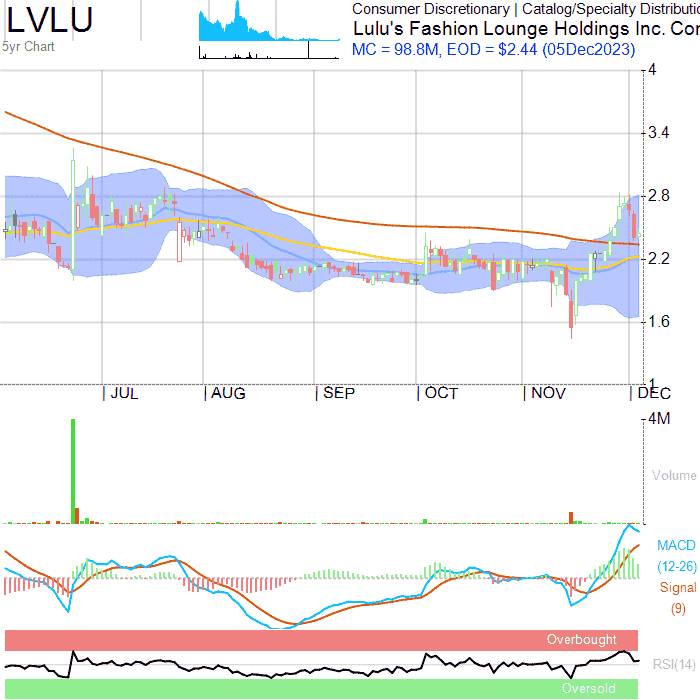 LVLU
5yr Chart
Consumer Discretionary | Catalog/Specialty Distributio
Lulu's Fashion Lounge Holdings Inc. Cor
MC = 98.8M, EOD = $2.44 (05Dec2023)
4
3.4
2.8
2.2
1.6
1
JUL
AUG
SEP
OCT
NOV
DEC
4M
Volume
MACD
(12-26)
Signal
(9)
Overbought
RSI(14)
Oversold